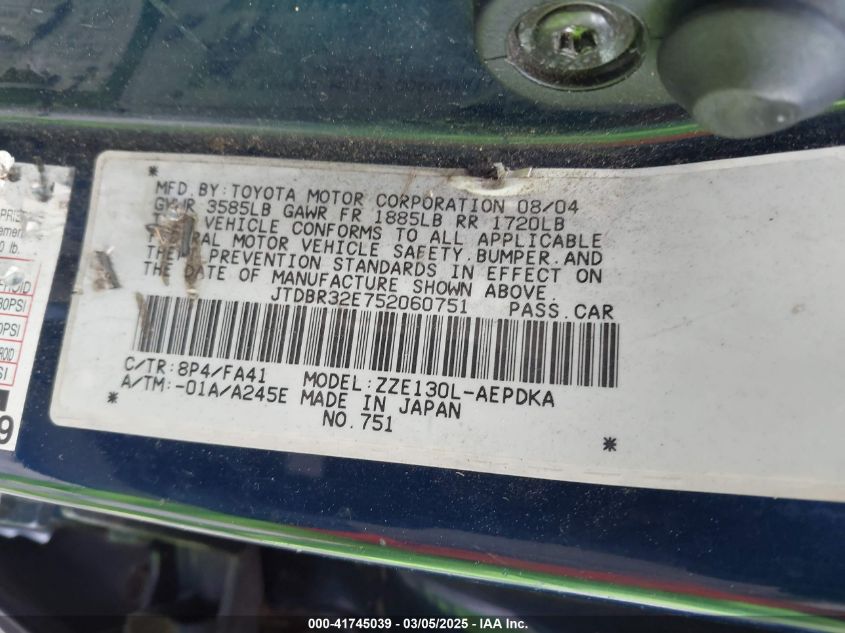 *
MFD. BY: TOYOTA MOTOR CORPORATION 08/04
GVWR 3585LB GAWR FR 1885LB RR 1720LB
VEHICLE CONFORMS TO ALL APPLICABLE
MOTOR VEHICLE SAFETY, BUMPER, AND
PREVENTION STANDARDS IN EFFECT ON
THE DATE OF MANUFACTURE SHOWN ABOVE.
JTDBR32E752060751 PASS. CAR
C/TR: 8P4/FA41 MODEL: ZZE130L-AEPDKA
A/TM: -01A/A245E MADE IN JAPAN
* NO. 751 *
lb.
PSI
9
000-41745039 - 03/05/2025 - IAA Inc.